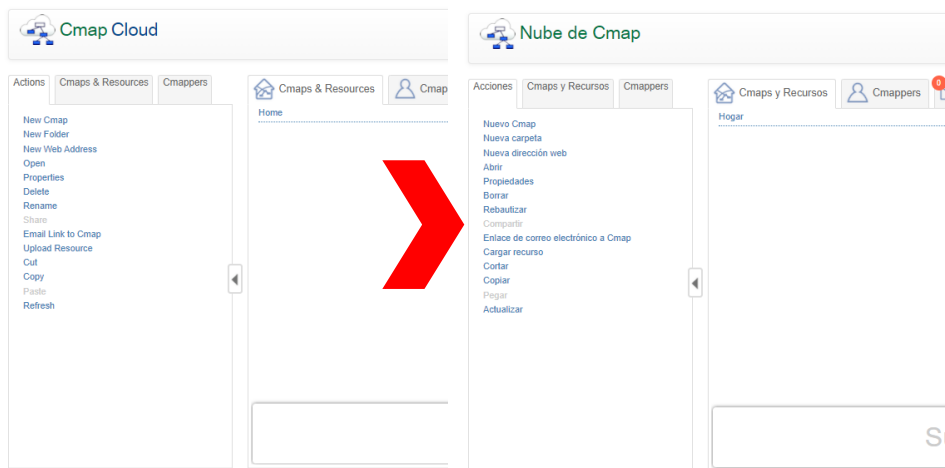 Cmap Cloud
Actions
Cmaps & Resources
Cmappers
New Cmap
New Folder
New Web Address
Open
Properties
Delete
Rename
Share
Email Link to Cmap
Upload Resource
Cut
Copy
Paste
Refresh
Cmaps & Resources
Cmap
Home
Nube de Cmap
Acciones
Cmaps y Recursos
Cmappers
Nuevo Cmap
Nueva carpeta
Nueva dirección web
Abrir
Propiedades
Borrar
Rebautizar
Compartir
Enlace de correo electrónico a Cmap
Cargar recurso
Cortar
Copiar
Pegar
Actualizar
Cmaps y Recursos
Cmappers
0
Hogar